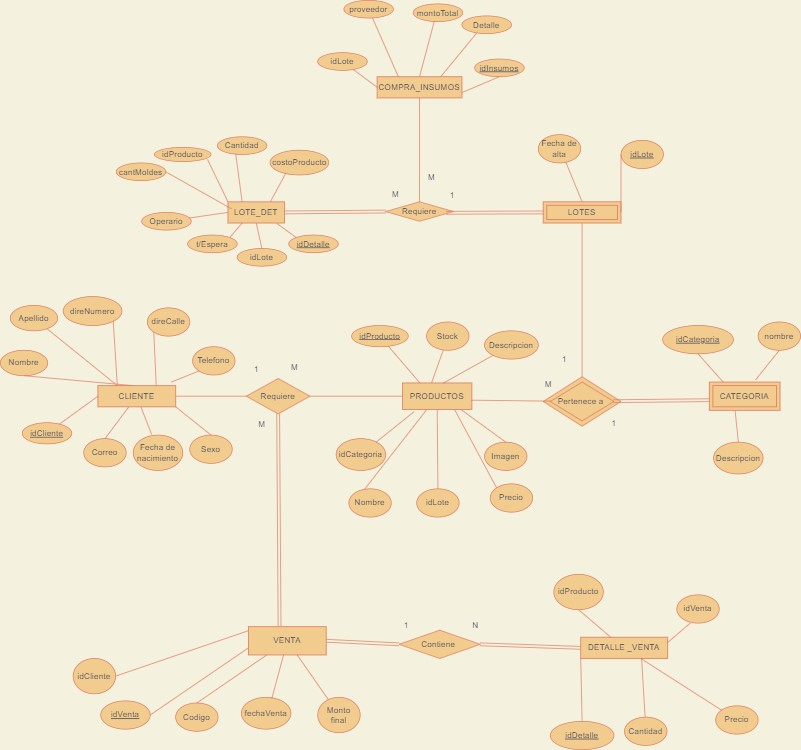 proveedor
montoTotal
Detalle
idLote
idInsumos
COMPRA_INSUMOS
idProducto
Cantidad
costoProducto
cantMoldes
Operario
LOTE_DET
t/Espera
idLote
idDetalle
M
M
1
Requiere
Fecha de
alta
idLote
LOTES
Apellido
direNumero
direCalle
Nombre
Telefono
CLIENTE
idCliente
Correo
Fecha de
nacimiento
Sexo
1
M
Requiere
M
idProducto
Stock
Descripcion
PRODUCTOS
idCategoria
Imagen
Nombre
idLote
Precio
1
M
Pertenece a
1
idCategoria
nombre
CATEGORIA
Descripcion
VENTA
idCliente
idVenta
Codigo
fechaVenta
Monto
final
1
N
Contiene
idProducto
idVenta
DETALLE _VENTA
idDetalle
Cantidad
Precio